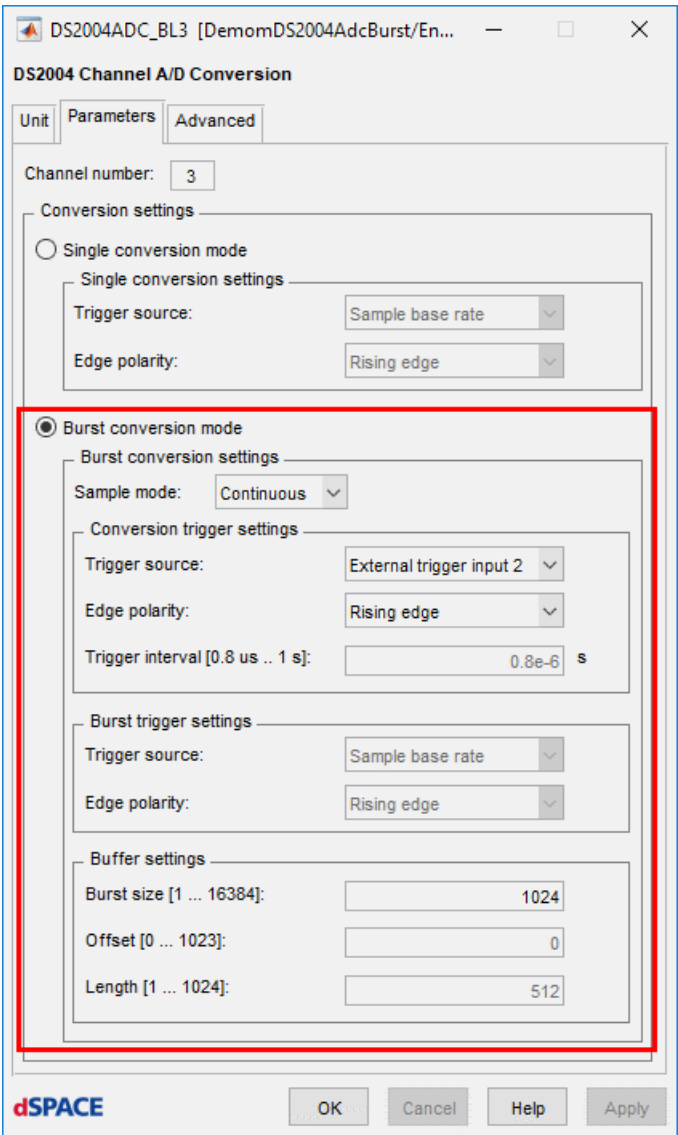 DS2004ADC_BL3 [DemomDS2004AdcBurst/En...
DS2004 Channel A/D Conversion
Unit Parameters Advanced
Channel number: 3
Conversion settings
Single conversion mode
Single conversion settings
Trigger source: Sample base rate
Edge polarity: Rising edge
Burst conversion mode
Burst conversion settings
Sample mode: Continuous
Conversion trigger settings
Trigger source: External trigger input 2
Edge polarity: Rising edge
Trigger interval [0.8 us .. 1 s]: 0.8e-6 s
Burst trigger settings
Trigger source: Sample base rate
Edge polarity: Rising edge
Buffer settings
Burst size [1 ... 16384]: 1024
Offset [0 ... 1023]: 0
Length [1 ... 1024]: 512
dSPACE OK Cancel Help Apply